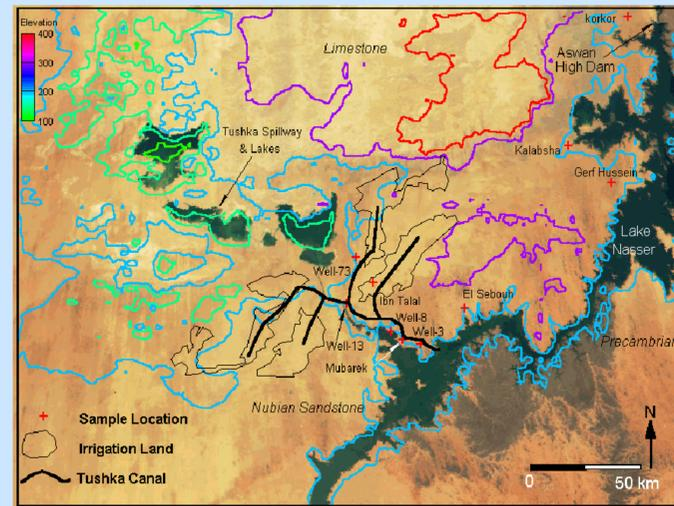 Elevation
400
300
200
100
Limestone
korkor
Aswan
High Dam
Tushka Spillway
& Lakes
Kalabsha
Gerf Hussein
Lake
Nasser
Well-73
Ibn Talal
El Sebouh
Well-8
Well-3
Well-13
Mubarek
Precambrian
Nubian Sandstone
Sample Location
Irrigation Land
Tushka Canal
N
0 50 km